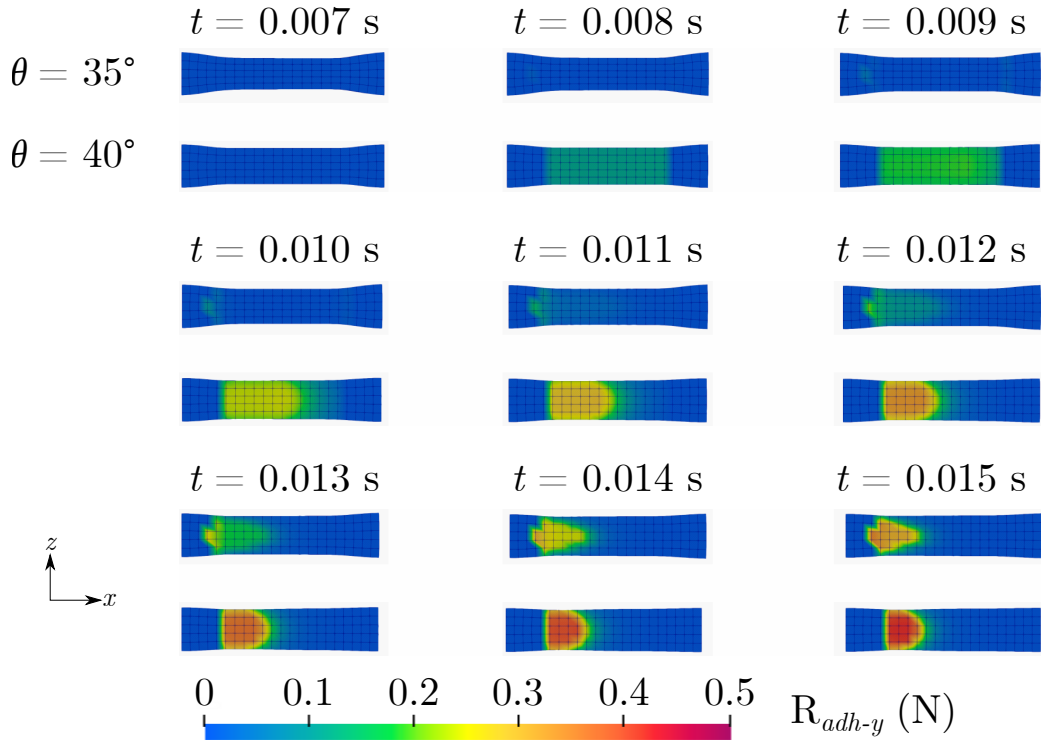 t = 0.007 s t = 0.008 s t = 0.009 s
θ = 35°
θ = 40°
t = 0.010 s t = 0.011 s t = 0.012 s
t = 0.013 s t = 0.014 s t = 0.015 s
z
x
0 0.1 0.2 0.3 0.4 0.5
R_adh-y (N)